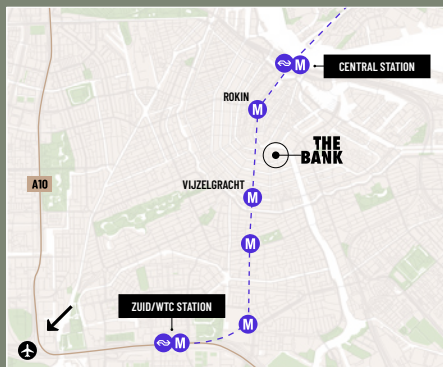 M
CENTRAL STATION
ROKIN
M
THE
BANK
A10
VIJZELGRACHT
M
M
ZUID/WTC STATION
M
M